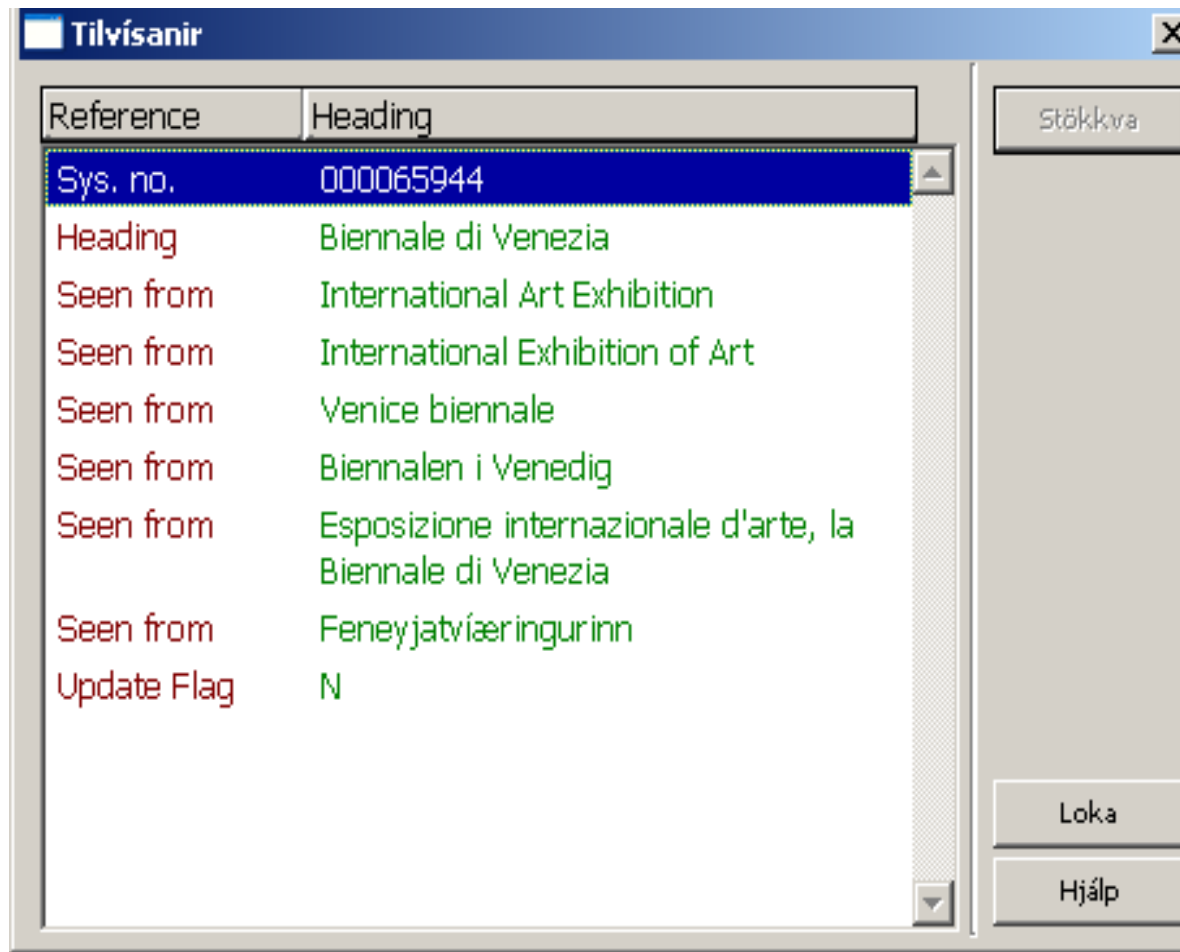 Tilvísanir
Reference Heading
Stökkva
Sys. no. 000065944
Heading Biennale di Venezia
Seen from International Art Exhibition
Seen from International Exhibition of Art
Seen from Venice biennale
Seen from Biennalen i Venedig
Seen from Esposizione internazionale d'arte, la
Biennale di Venezia
Seen from Feneyjatvíæringurinn
Update Flag N
Loka
Hjálp